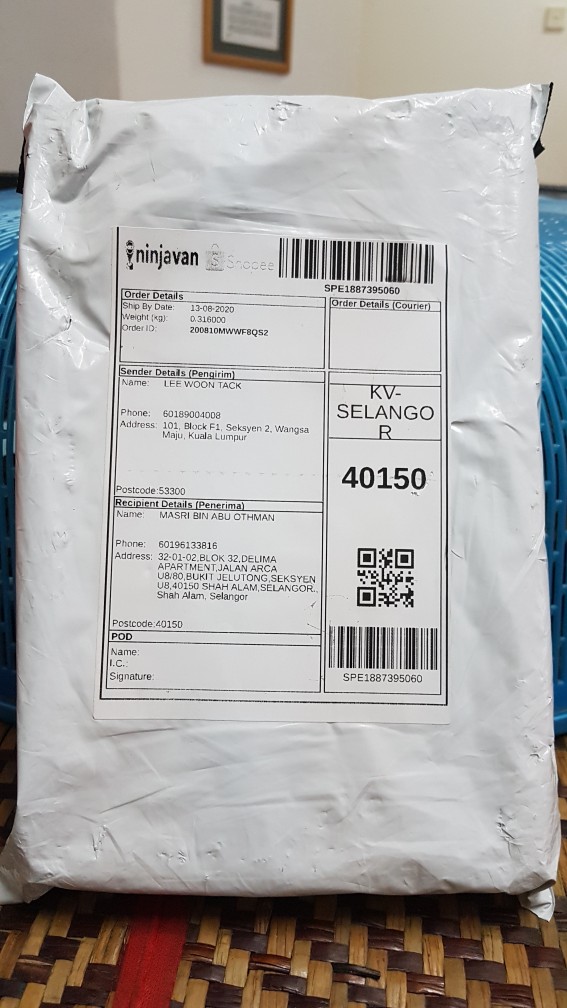 ninjavan Shopee
SPE1887395060
Order Details
Ship By Date: 13-08-2020
Weight (kg): 0.316000
Order ID: 200810MWWF8QS2
Order Details (Courier)
Sender Details (Pengirim)
Name: LEE WOON TACK
Phone: 60189004008
Address: 101, Block F1, Seksyen 2, Wangsa
Maju, Kuala Lumpur
Postcode:53300
KV-
SELANGO
R
40150
Recipient Details (Penerima)
Name: MASRI BIN ABU OTHMAN
Phone: 60196133816
Address: 32-01-02,BLOK 32,DELIMA
APARTMENT,JALAN ARCA
U8/80,BUKIT JELUTONG,SEKSYEN
U8,40150 SHAH ALAM,SELANGOR.,
Shah Alam, Selangor
Postcode:40150
POD
Name:
I.C.:
Signature:
SPE1887395060